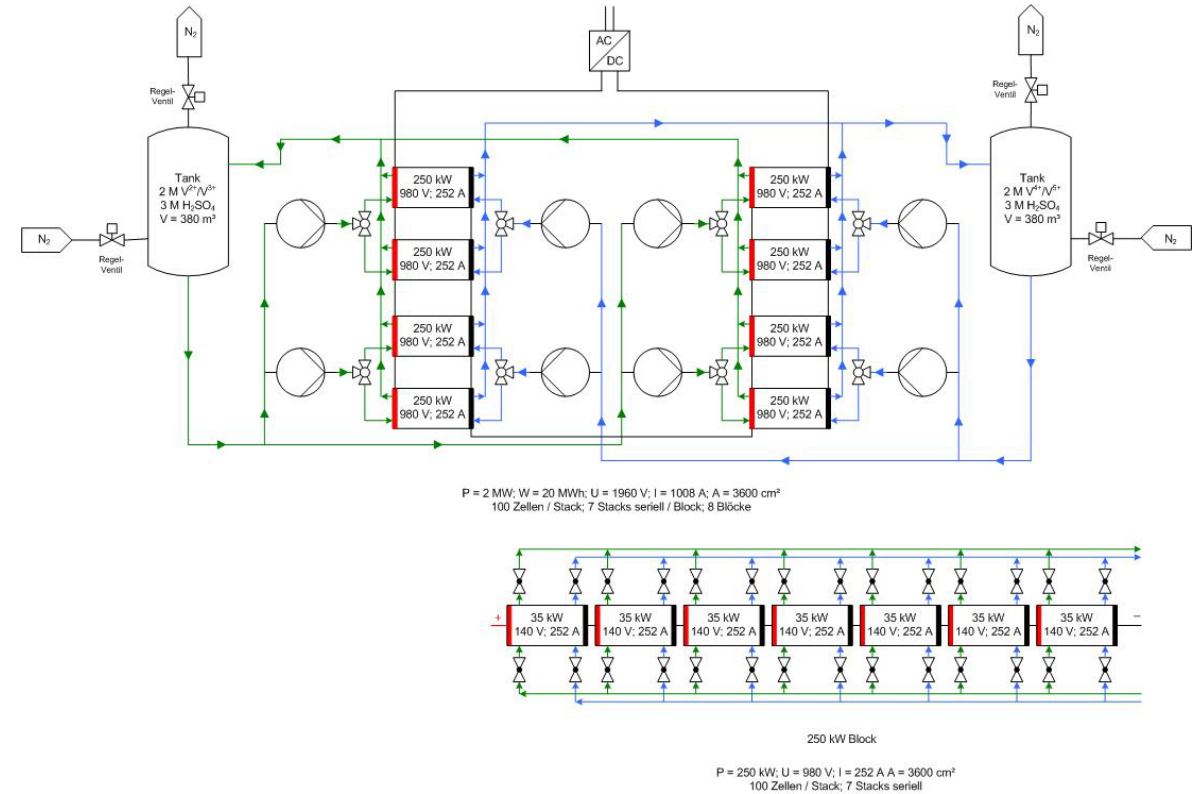 N₂
N₂
AC
DC
Regel-
Ventil
Regel-
Ventil
Tank
2 M V²⁺/V³⁺
3 M H₂SO₄
V = 380 m³
250 kW
980 V; 252 A
250 kW
980 V; 252 A
Tank
2 M V⁴⁺/V⁵⁺
3 M H₂SO₄
V = 380 m³
N₂
Regel-
Ventil
250 kW
980 V; 252 A
250 kW
980 V; 252 A
N₂
Regel-
Ventil
250 kW
980 V; 252 A
250 kW
980 V; 252 A
250 kW
980 V; 252 A
250 kW
980 V; 252 A
P = 2 MW; W = 20 MWh; U = 1960 V; I = 1008 A; A = 3600 cm²
100 Zellen / Stack; 7 Stacks seriell / Block; 8 Blöcke
+
35 kW
140 V; 252 A
35 kW
140 V; 252 A
35 kW
140 V; 252 A
35 kW
140 V; 252 A
35 kW
140 V; 252 A
35 kW
140 V; 252 A
35 kW
140 V; 252 A
–
250 kW Block
P = 250 kW; U = 980 V; I = 252 A A = 3600 cm²
100 Zellen / Stack; 7 Stacks seriell